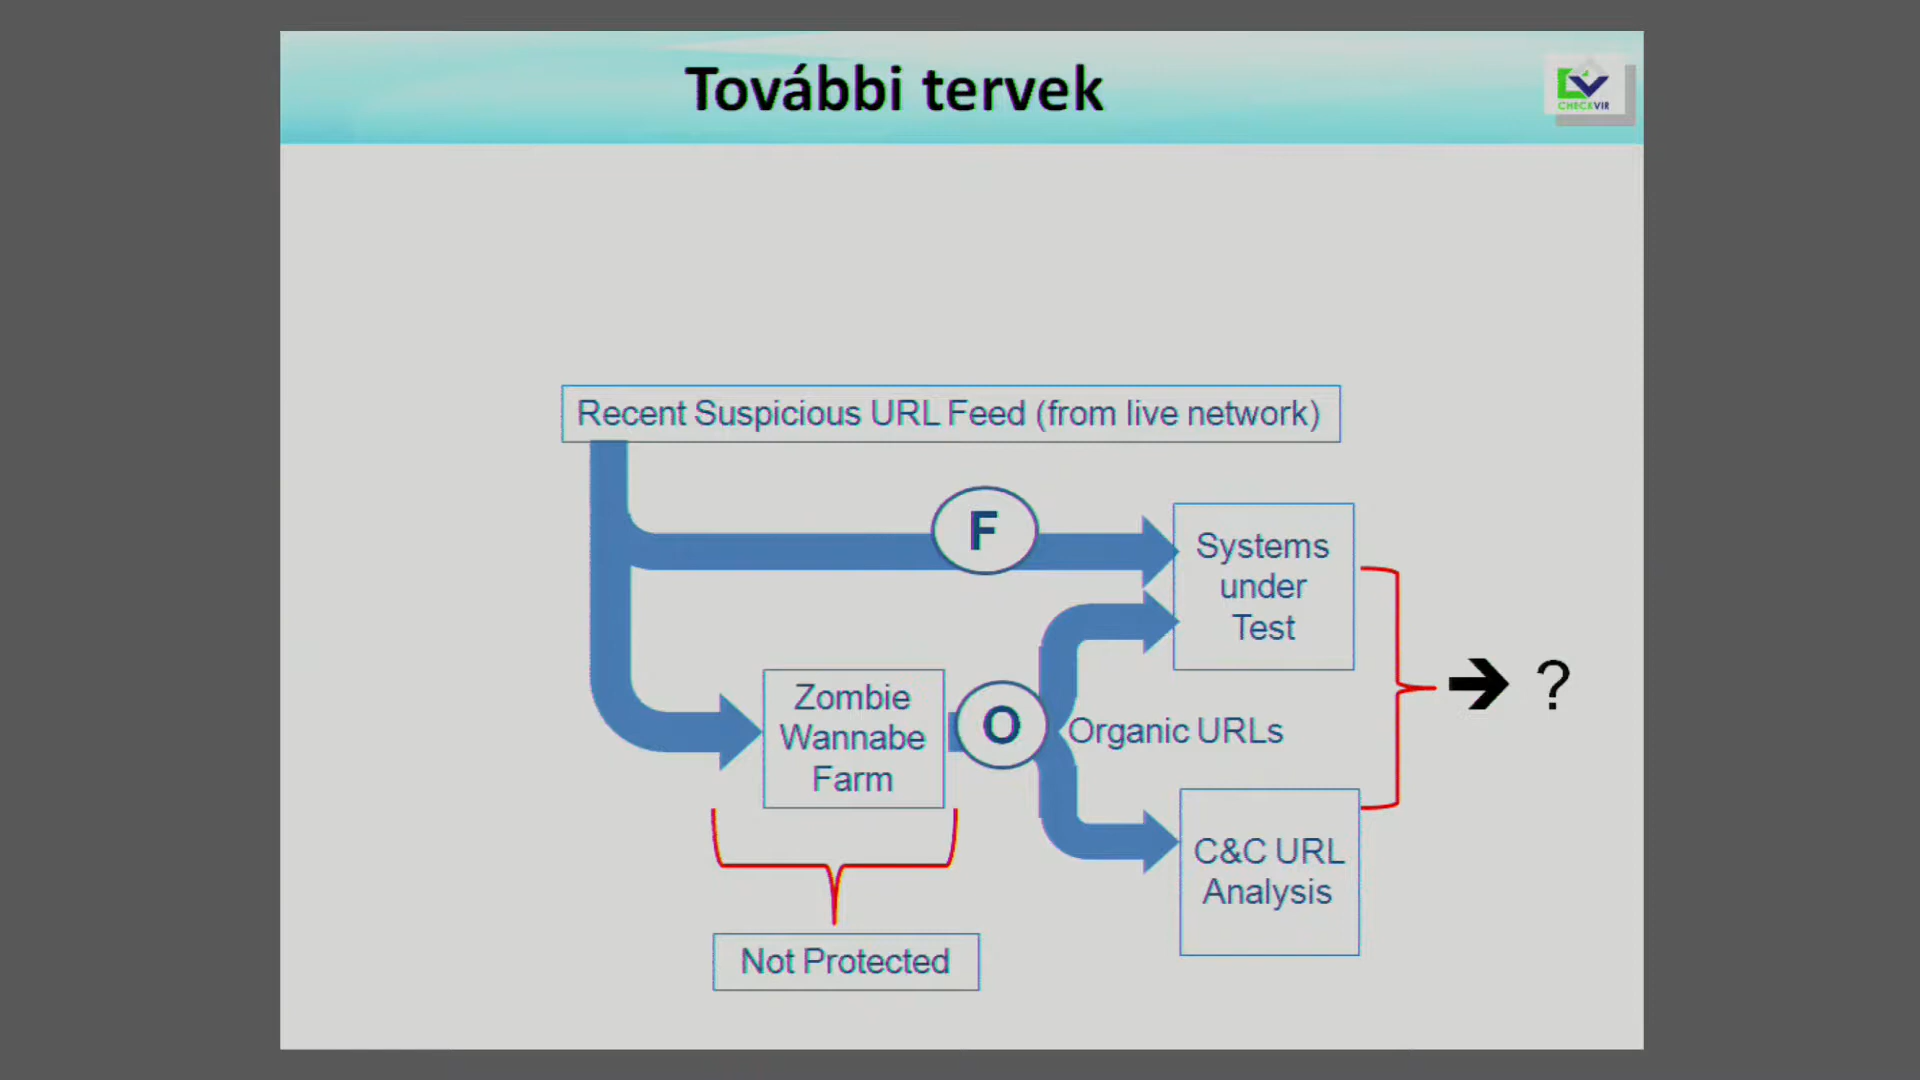 További tervek
CHECKVIR
Recent Suspicious URL Feed (from live network)
F
Systems
under
Test
?
Zombie
Wannabe
Farm
O
Organic URLs
C&C URL
Analysis
Not Protected